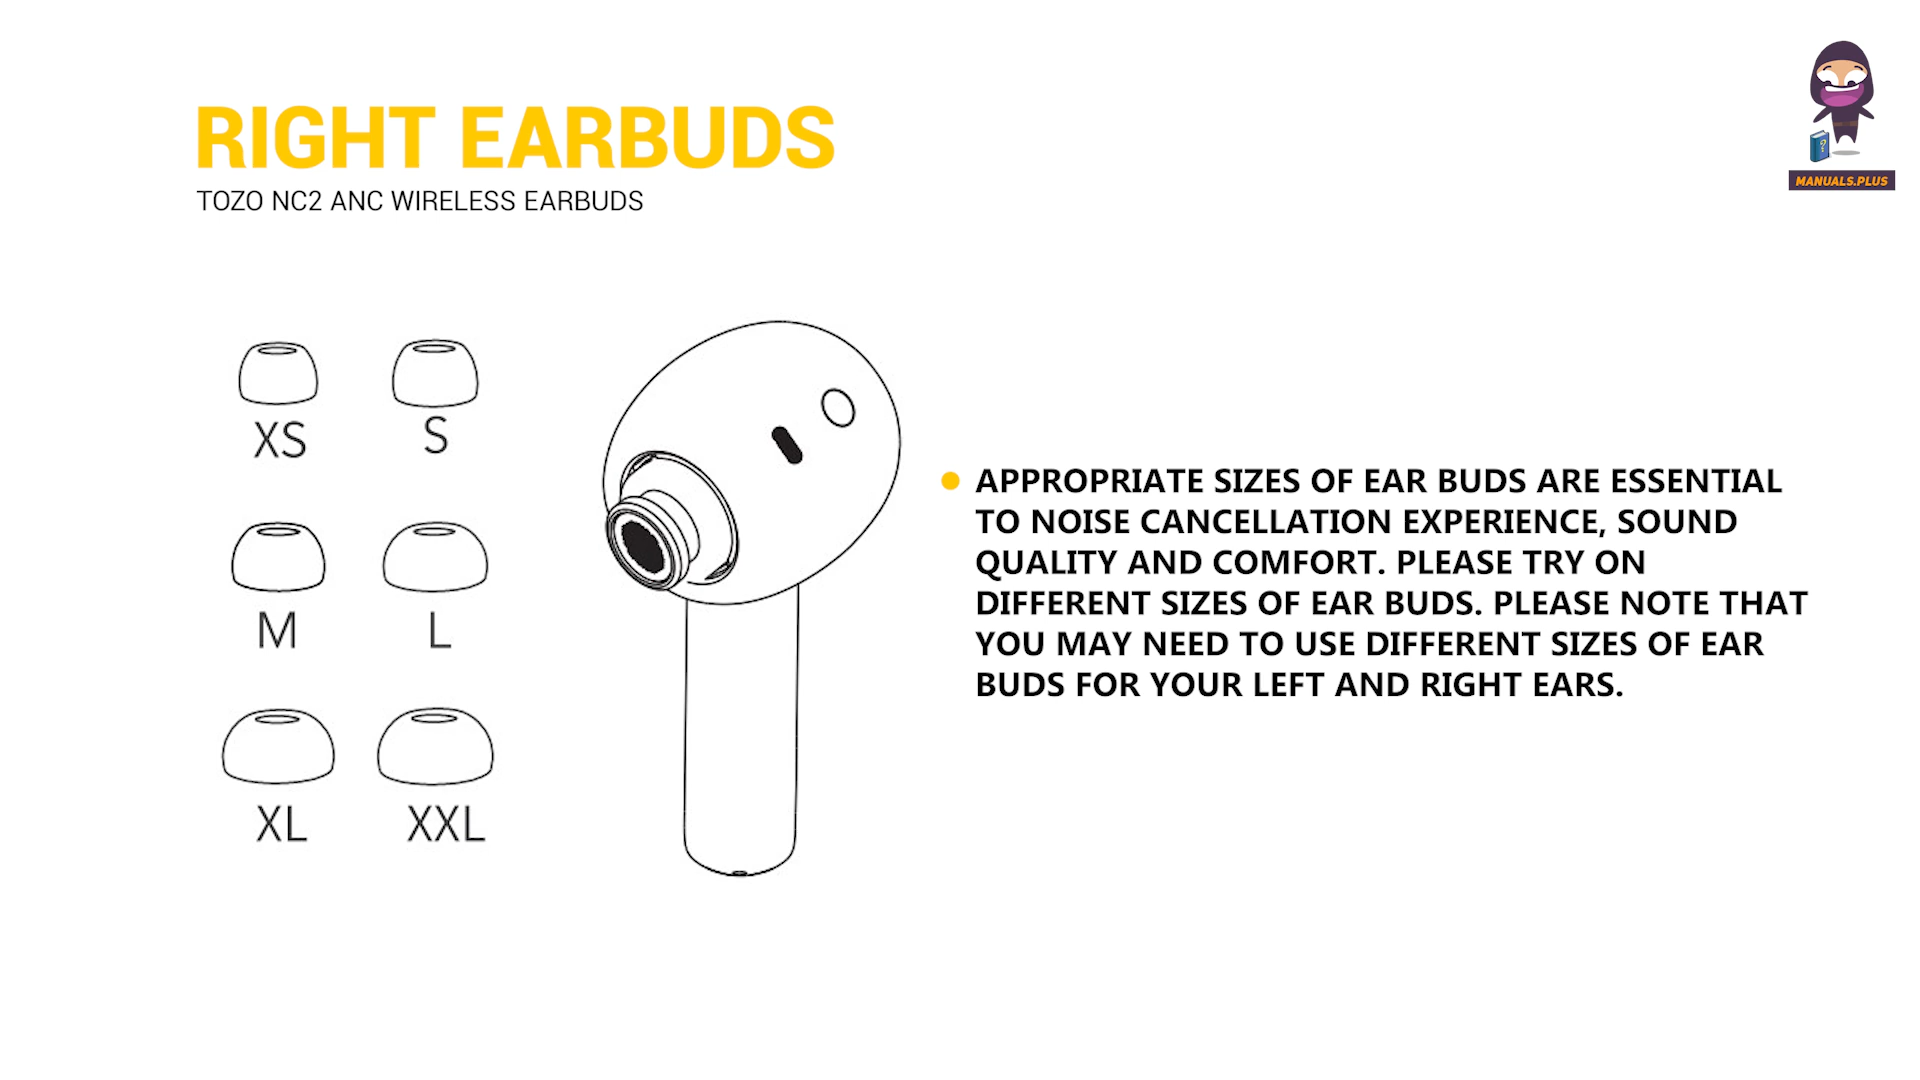 RIGHT EARBUDS
TOZO NC2 ANC WIRELESS EARBUDS
MANUALS.PLUS
XS
S
M
L
XL
XXL
APPROPRIATE SIZES OF EAR BUDS ARE ESSENTIAL
TO NOISE CANCELLATION EXPERIENCE, SOUND
QUALITY AND COMFORT. PLEASE TRY ON
DIFFERENT SIZES OF EAR BUDS. PLEASE NOTE THAT
YOU MAY NEED TO USE DIFFERENT SIZES OF EAR
BUDS FOR YOUR LEFT AND RIGHT EARS.